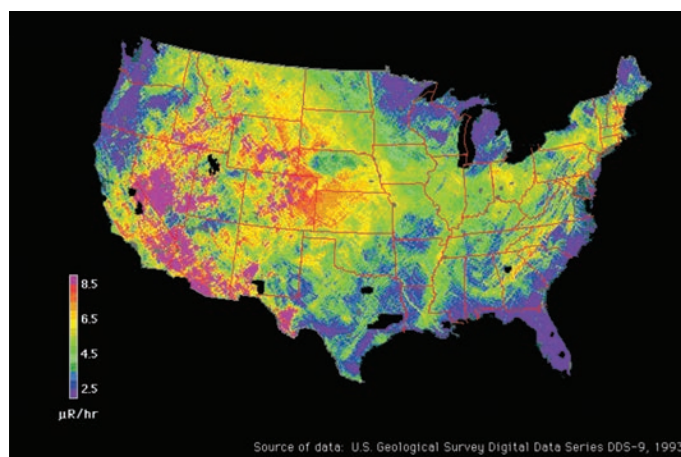 8.5
6.5
4.5
2.5
μR/hr
Source of data: U.S. Geological Survey Digital Data Series DDS-9, 1993